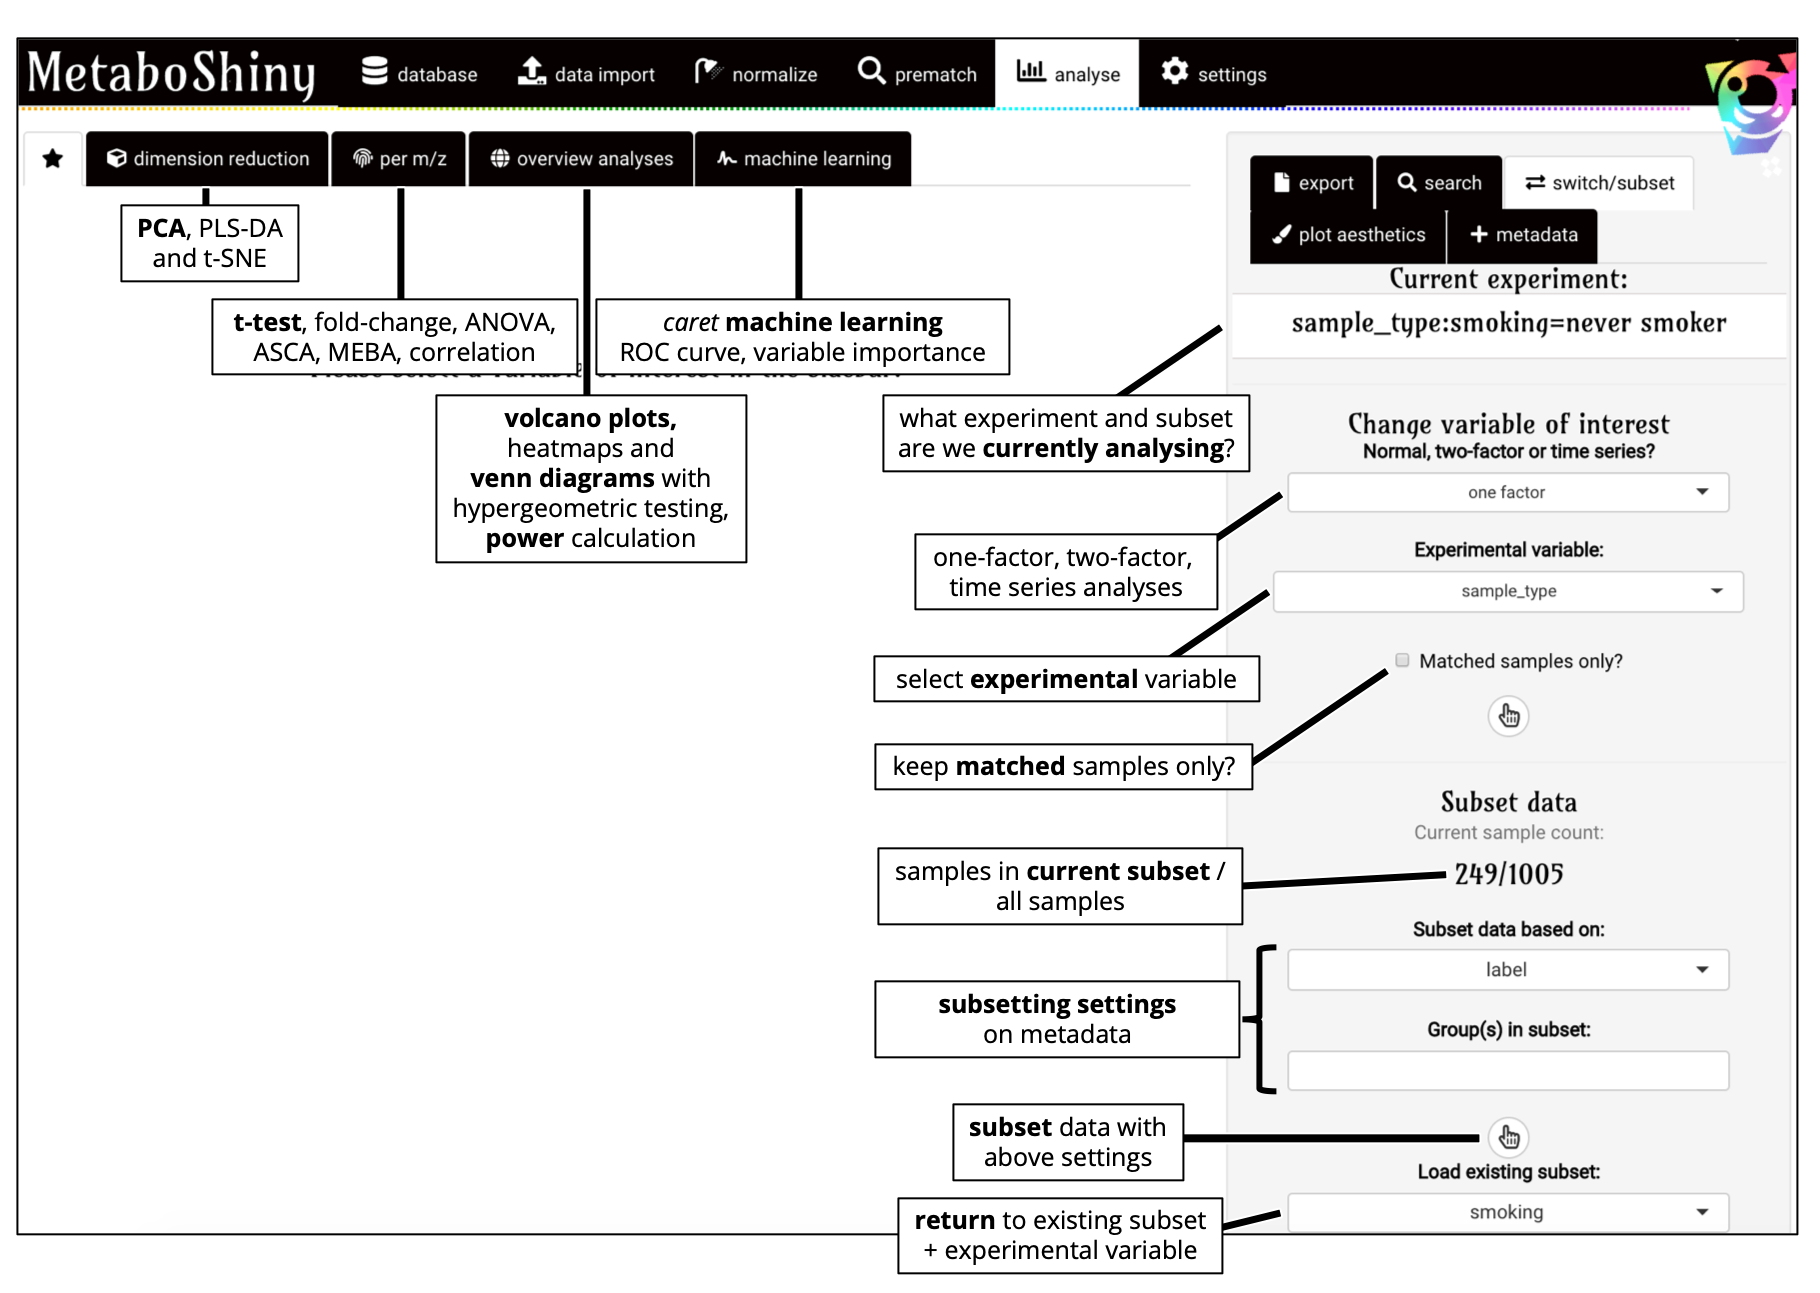 MetaboShiny
database
data import
normalize
prematch
analyse
settings
dimension reduction
per m/z
overview analyses
machine learning
PCA, PLS-DA
and t-SNE
t-test, fold-change, ANOVA,
ASCA, MEBA, correlation
caret machine learning
ROC curve, variable importance
volcano plots,
heatmaps and
venn diagrams with
hypergeometric testing,
power calculation
export
search
switch/subset
plot aesthetics
metadata
Current experiment:
sample_type:smoking=never smoker
what experiment and subset
are we currently analysing?
Change variable of interest
Normal, two-factor or time series?
one factor
one-factor, two-factor,
time series analyses
Experimental variable:
sample_type
select experimental variable
Matched samples only?
keep matched samples only?
Subset data
Current sample count:
249/1005
samples in current subset /
all samples
Subset data based on:
label
subsetting settings
on metadata
Group(s) in subset:
subset data with
above settings
Load existing subset:
smoking
return to existing subset
+ experimental variable